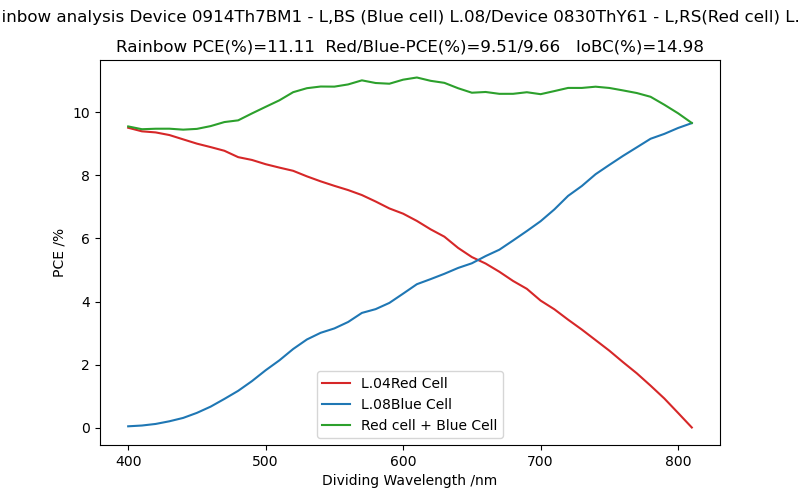 inbow analysis Device 0914Th7BM1 - L,BS (Blue cell) L.08/Device 0830ThY61 - L,RS(Red cell) L.
Rainbow PCE(%)=11.11 Red/Blue-PCE(%)=9.51/9.66 IoBC(%)=14.98
PCE /%
10
8
6
4
2
0
L.04Red Cell
L.08Blue Cell
Red cell + Blue Cell
400 500 600 700 800
Dividing Wavelength /nm